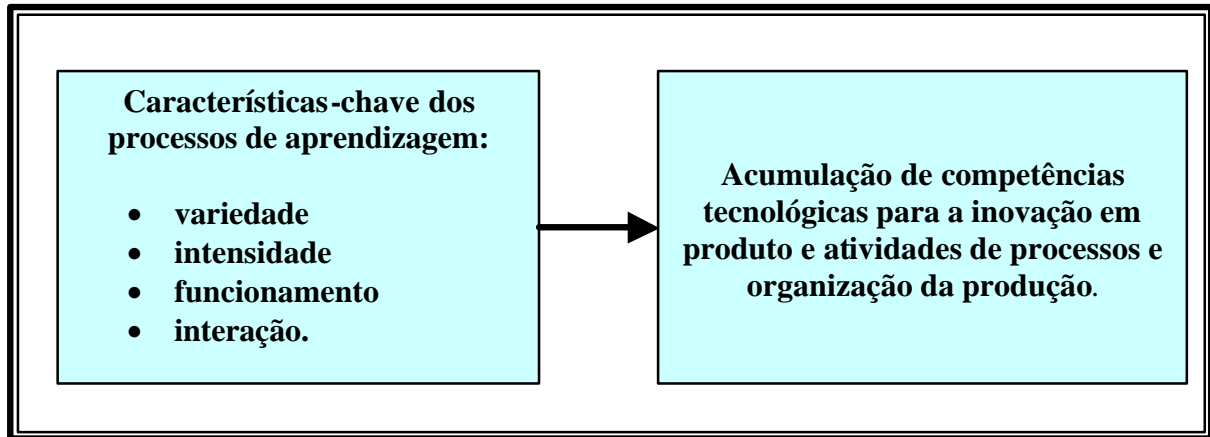 Características-chave dos
processos de aprendizagem:
• variedade
• intensidade
• funcionamento
• interação.
Acumulação de competências
tecnológicas para a inovação em
produto e atividades de processos e
organização da produção.